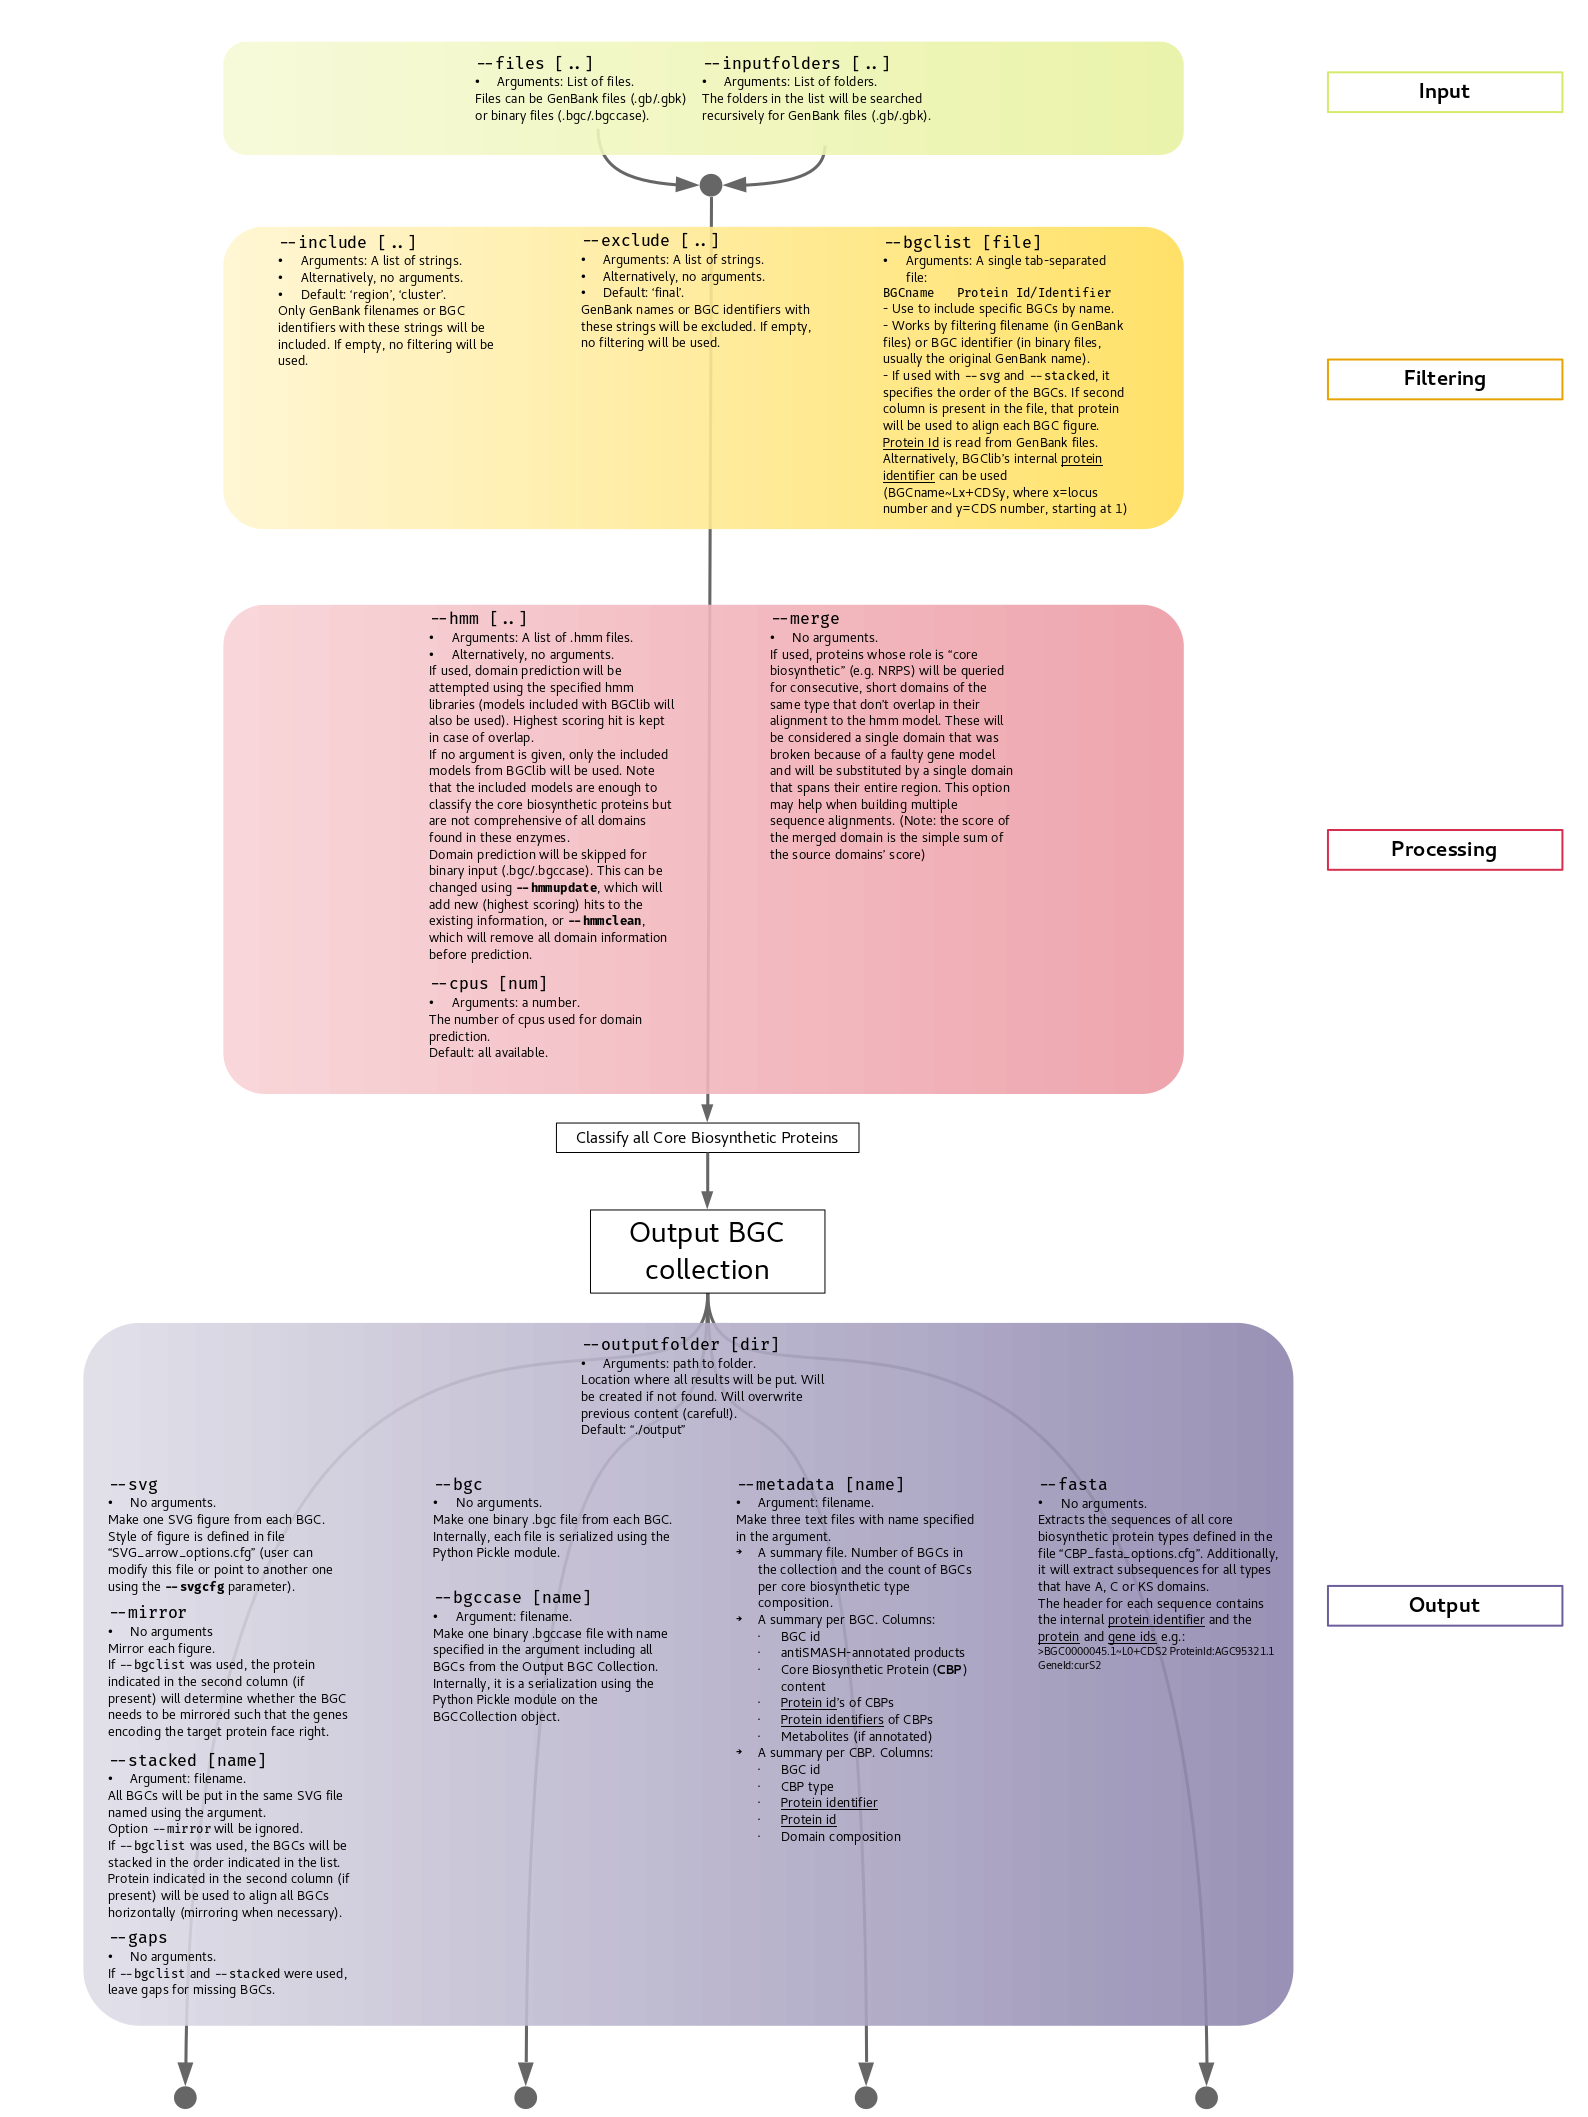 --files [..]
• Arguments: List of files.
Files can be GenBank files (.gb/.gbk)
or binary files (.bgc/.bgccase).
--inputfolders [..]
• Arguments: List of folders.
The folders in the list will be searched
recursively for GenBank files (.gb/.gbk).
Input
--include [..]
• Arguments: A list of strings.
• Alternatively, no arguments.
• Default: ‘region’, ‘cluster’.
Only GenBank filenames or BGC
identifiers with these strings will be
included. If empty, no filtering will be
used.
--exclude [..]
• Arguments: A list of strings.
• Alternatively, no arguments.
• Default: ‘final’.
GenBank names or BGC identifiers with
these strings will be excluded. If empty,
no filtering will be used.
--bgclist [file]
• Arguments: A single tab-separated
file:
BGCname Protein Id/Identifier
- Use to include specific BGCs by name.
- Works by filtering filename (in GenBank
files) or BGC identifier (in binary files,
usually the original GenBank name).
- If used with --svg and --stacked, it
specifies the order of the BGCs. If second
column is present in the file, that protein
will be used to align each BGC figure.
Protein Id is read from GenBank files.
Alternatively, BGClib’s internal protein
identifier can be used
(BGCname~Lx+CDSy, where x=locus
number and y=CDS number, starting at 1)
Filtering
--hmm [..]
• Arguments: A list of .hmm files.
• Alternatively, no arguments.
If used, domain prediction will be
attempted using the specified hmm
libraries (models included with BGClib will
also be used). Highest scoring hit is kept
in case of overlap.
If no argument is given, only the included
models from BGClib will be used. Note
that the included models are enough to
classify the core biosynthetic proteins but
are not comprehensive of all domains
found in these enzymes.
Domain prediction will be skipped for
binary input (.bgc/.bgccase). This can be
changed using --hmmupdate, which will
add new (highest scoring) hits to the
existing information, or --hmmclean,
which will remove all domain information
before prediction.
--cpus [num]
• Arguments: a number.
The number of cpus used for domain
prediction.
Default: all available.
--merge
• No arguments.
If used, proteins whose role is “core
biosynthetic” (e.g. NRPS) will be queried
for consecutive, short domains of the
same type that don’t overlap in their
alignment to the hmm model. These will
be considered a single domain that was
broken because of a faulty gene model
and will be substituted by a single domain
that spans their entire region. This option
may help when building multiple
sequence alignments. (Note: the score of
the merged domain is the simple sum of
the source domains’ score)
Processing
Classify all Core Biosynthetic Proteins
Output BGC
collection
--outputfolder [dir]
• Arguments: path to folder.
Location where all results will be put. Will
be created if not found. Will overwrite
previous content (careful!).
Default: “./output”
--svg
• No arguments.
Make one SVG figure from each BGC.
Style of figure is defined in file
“SVG_arrow_options.cfg” (user can
modify this file or point to another one
using the --svgcfg parameter).
--mirror
• No arguments
Mirror each figure.
If --bgclist was used, the protein
indicated in the second column (if
present) will determine whether the BGC
needs to be mirrored such that the genes
encoding the target protein face right.
--stacked [name]
• Argument: filename.
All BGCs will be put in the same SVG file
named using the argument.
Option --mirror will be ignored.
If --bgclist was used, the BGCs will be
stacked in the order indicated in the list.
Protein indicated in the second column (if
present) will be used to align all BGCs
horizontally (mirroring when necessary).
--gaps
• No arguments.
If --bgclist and --stacked were used,
leave gaps for missing BGCs.
--bgc
• No arguments.
Make one binary .bgc file from each BGC.
Internally, each file is serialized using the
Python Pickle module.
--bgccase [name]
• Argument: filename.
Make one binary .bgccase file with name
specified in the argument including all
BGCs from the Output BGC Collection.
Internally, it is a serialization using the
Python Pickle module on the
BGCCollection object.
--metadata [name]
• Argument: filename.
Make three text files with name specified
in the argument.
➔ A summary file. Number of BGCs in
the collection and the count of BGCs
per core biosynthetic type
composition.
➔ A summary per BGC. Columns:
· BGC id
· antiSMASH-annotated products
· Core Biosynthetic Protein (CBP)
content
· Protein id’s of CBPs
· Protein identifiers of CBPs
· Metabolites (if annotated)
➔ A summary per CBP. Columns:
· BGC id
· CBP type
· Protein identifier
· Protein id
· Domain composition
--fasta
• No arguments.
Extracts the sequences of all core
biosynthetic protein types defined in the
file “CBP_fasta_options.cfg”. Additionally,
it will extract subsequences for all types
that have A, C or KS domains.
The header for each sequence contains
the internal protein identifier and the
protein and gene ids e.g.:
>BGC0000045.1~L0+CDS2 ProteinId:AGC95321.1
GeneId:curS2
Output